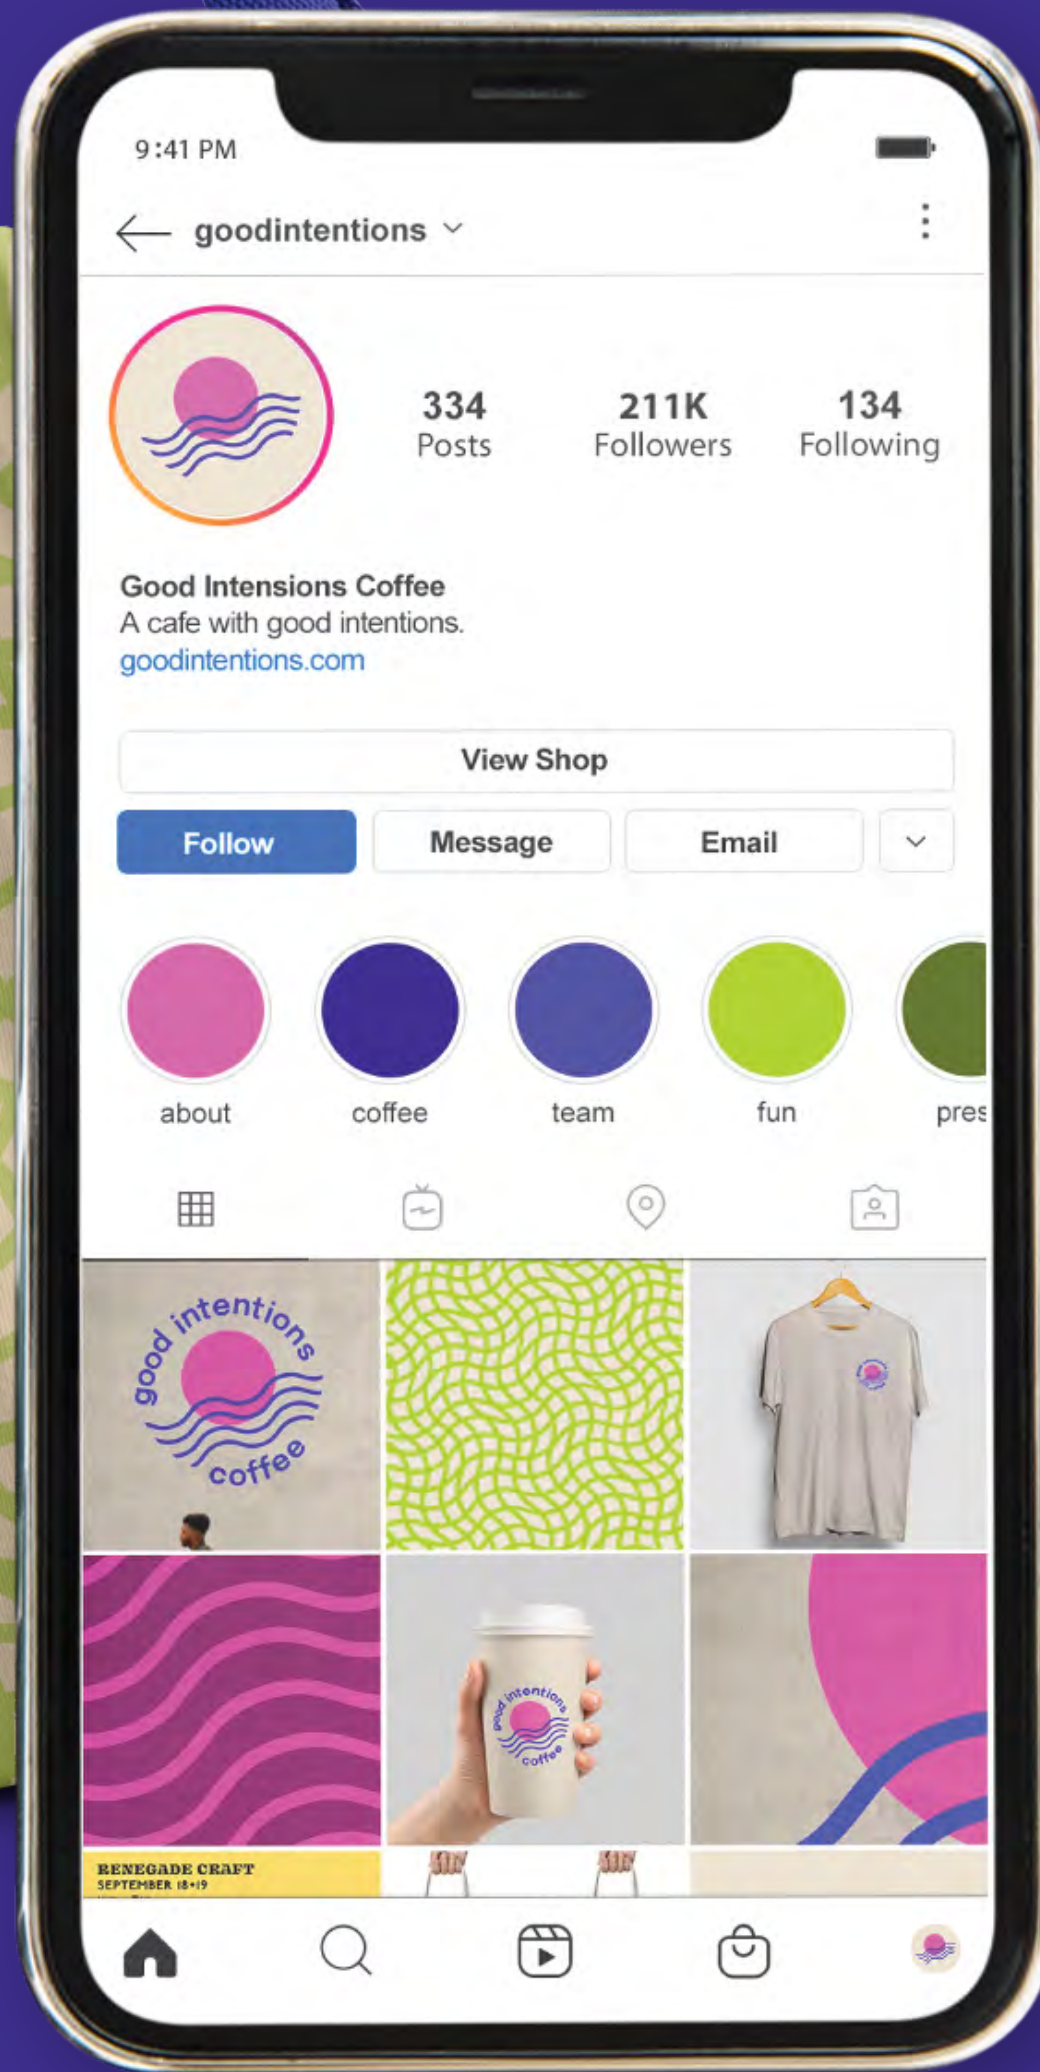 9:41 PM
goodintentions
334
Posts
211K
Followers
134
Following
Good Intensions Coffee
A cafe with good intentions.
goodintentions.com
View Shop
Follow
Message
Email
about
coffee
team
fun
pres
good intentions
coffee
good intentions
coffee
RENEGADE CRAFT
SEPTEMBER 18•19